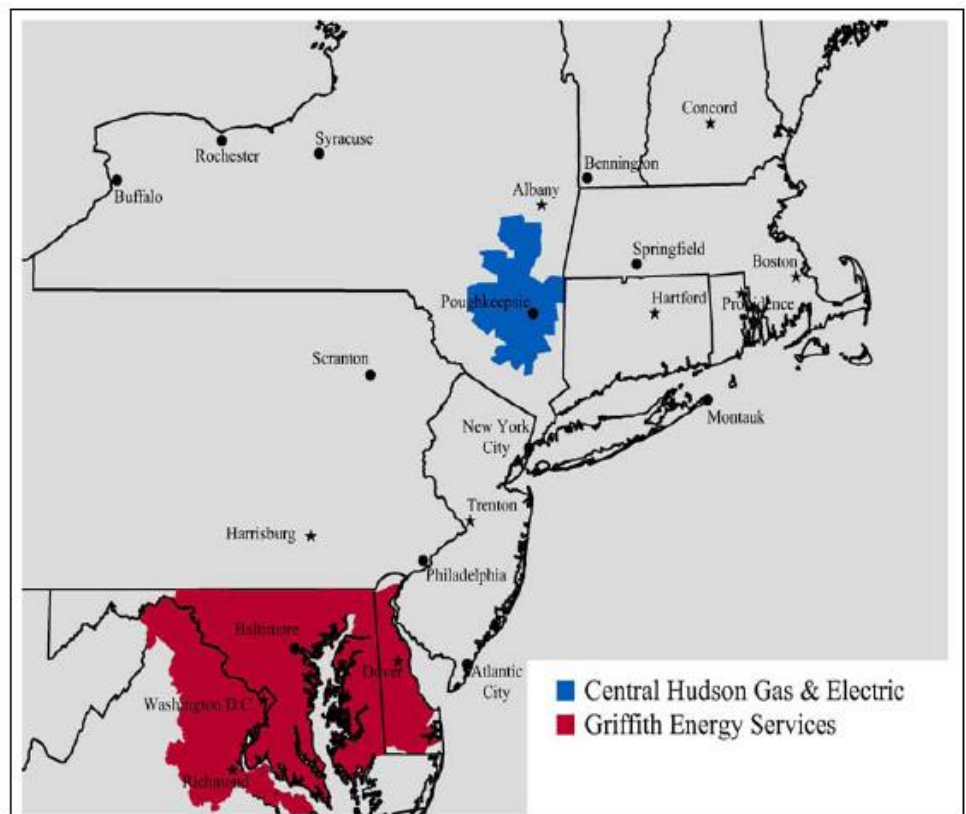 Concord
Syracuse
Rochester
Bennington
Buffalo
Albany
Springfield
Boston
Poughkeepsie
Hartford
Providence
Scranton
Montauk
New York
City
Trenton
Harrisburg
Philadelphia
Baltimore
Dover
Atlantic
City
Washington D.C.
Richmond
Central Hudson Gas & Electric
Griffith Energy Services